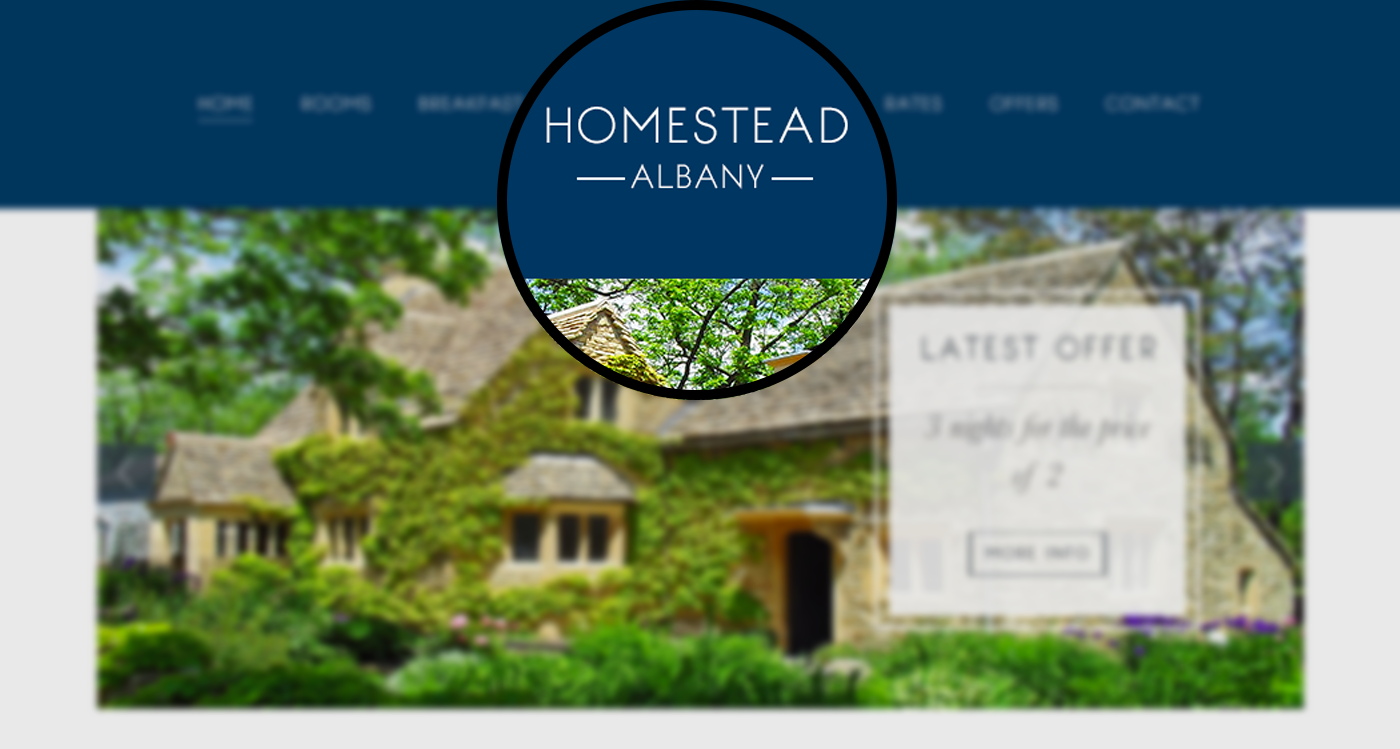 HOME ROOMS BREAKFAST RATES OFFERS CONTACT
HOMESTEAD
ALBANY
LATEST OFFER
3 nights for the price
of 2
MORE INFO